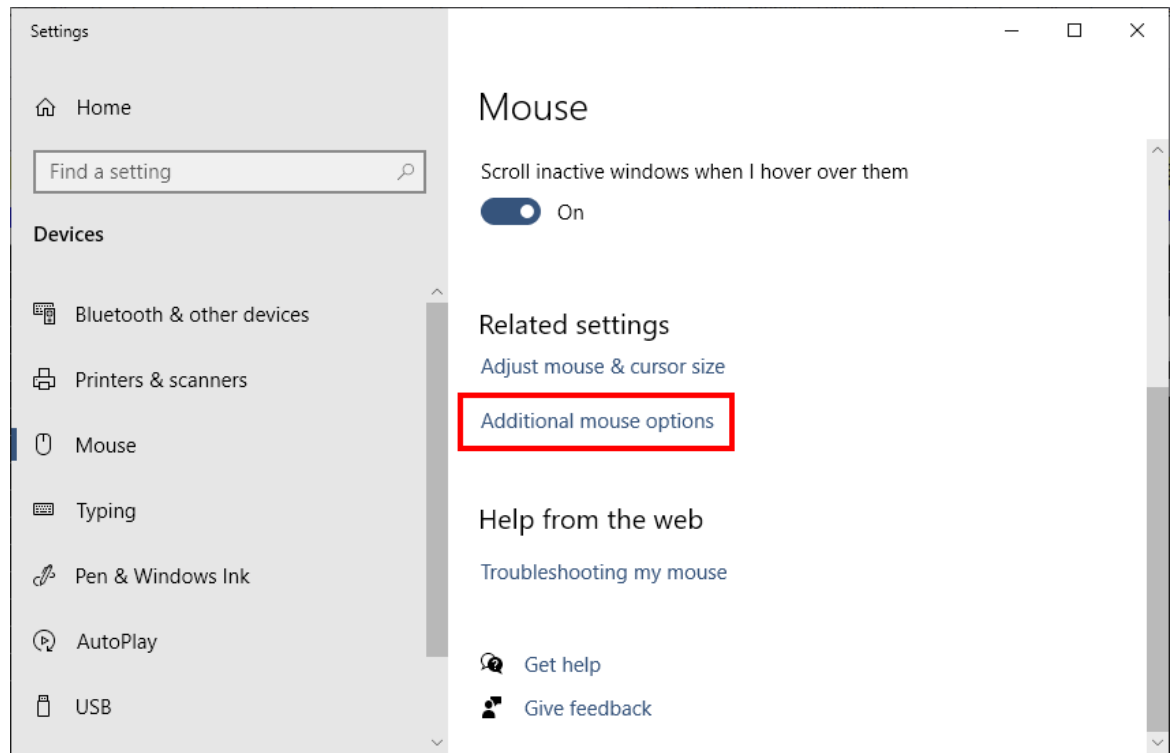 Settings
Home
Find a setting
Devices
Bluetooth & other devices
Printers & scanners
Mouse
Typing
Pen & Windows Ink
AutoPlay
USB
Mouse
Scroll inactive windows when I hover over them
On
Related settings
Adjust mouse & cursor size
Additional mouse options
Help from the web
Troubleshooting my mouse
Get help
Give feedback